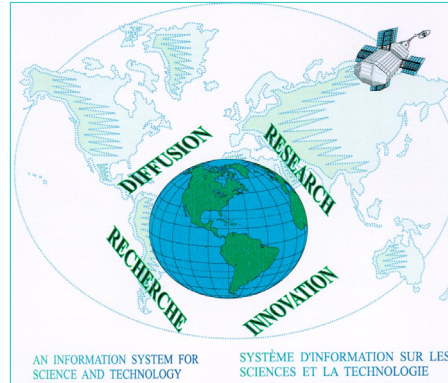 DIFFUSION
RESEARCH
RECHERCHE
INNOVATION
AN INFORMATION SYSTEM FOR
SCIENCE AND TECHNOLOGY
SYSTÈME D'INFORMATION SUR LES
SCIENCES ET LA TECHNOLOGIE